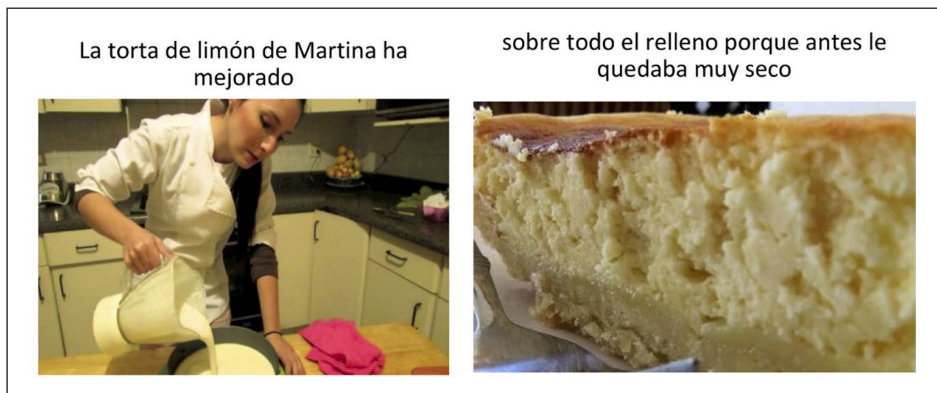 La torta de limón de Martina ha
mejorado
sobre todo el relleno porque antes le
quedaba muy seco